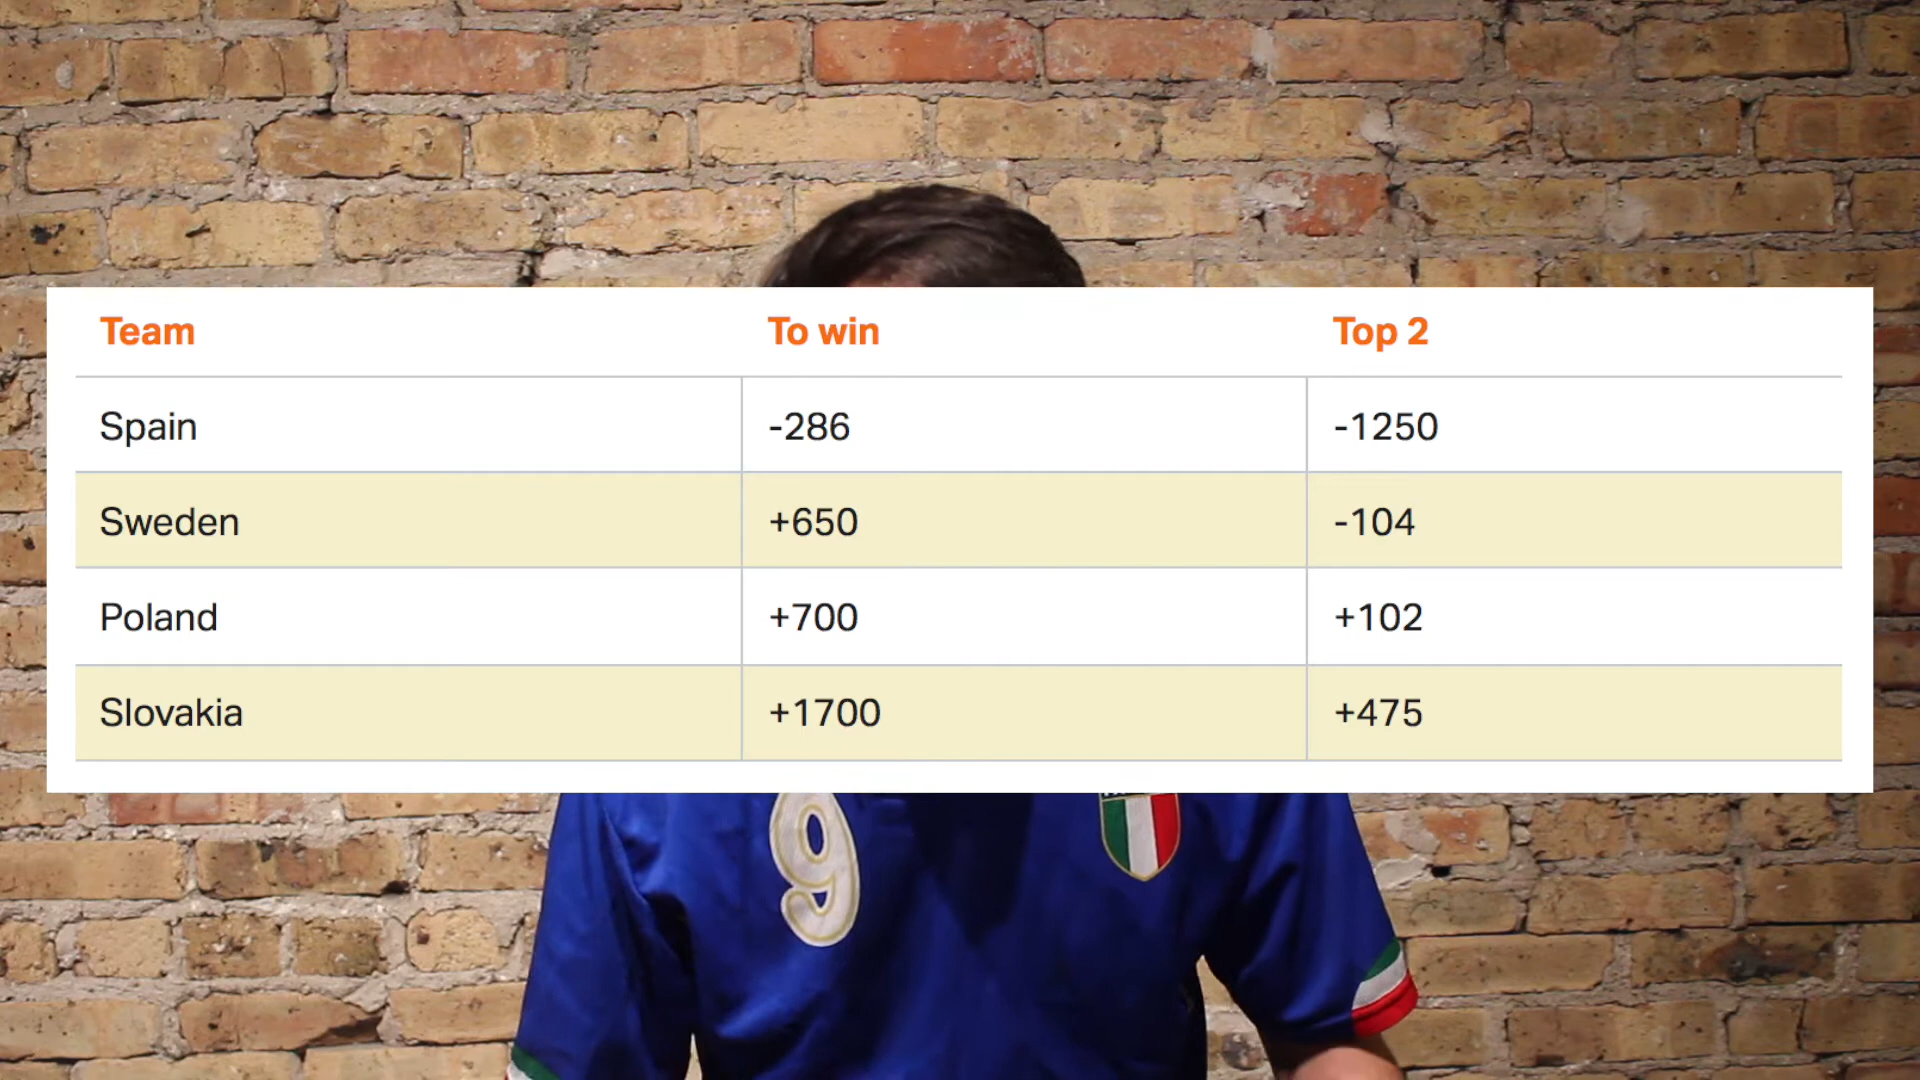 Team To win Top 2
Spain -286 -1250
Sweden +650 -104
Poland +700 +102
Slovakia +1700 +475
9